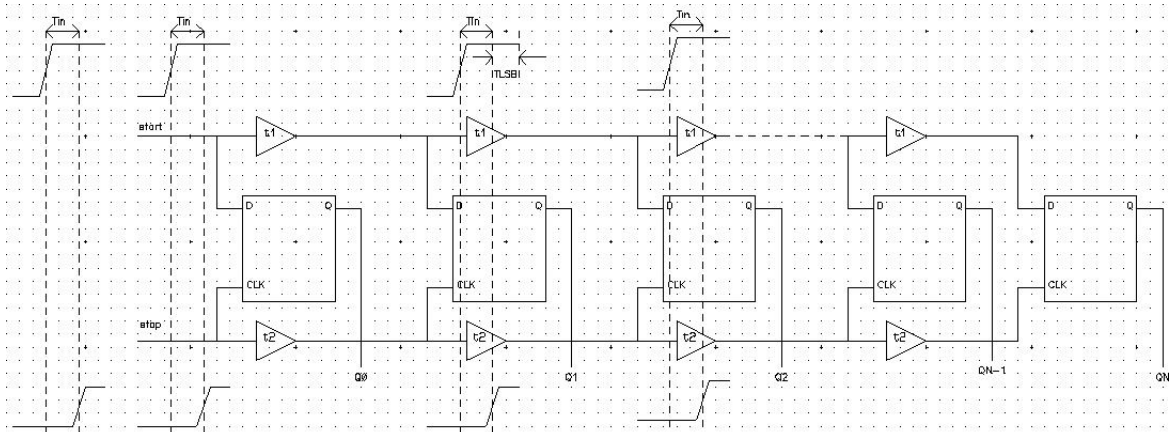 Tin Tin Tin Tin
|TLSB|
start
t1 t1 t1 t1
D Q D Q D Q D Q D Q
CLK CLK CLK CLK CLK
stop
t2 t2 t2 t2
Q0 Q1 Q2 QN-1 QN